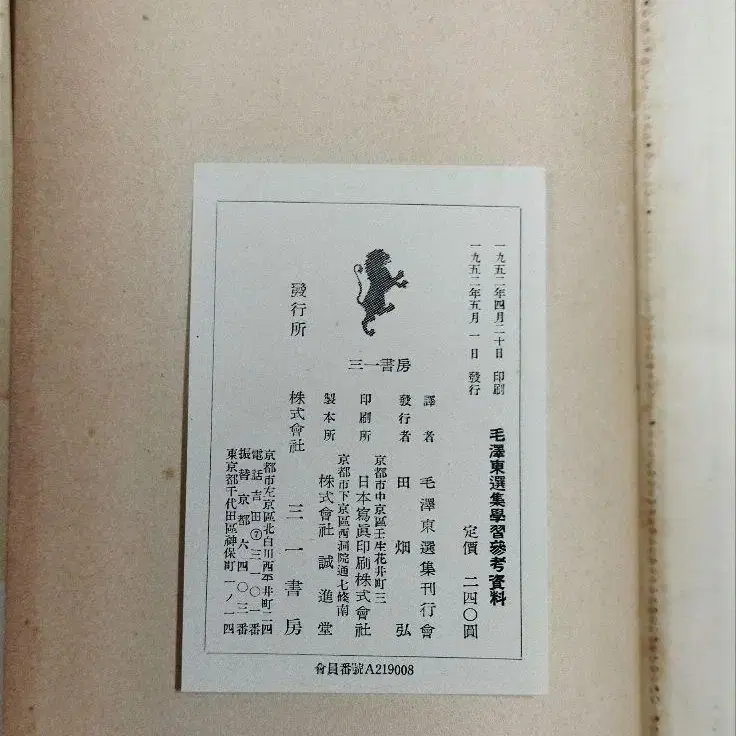 一九五二年四月二十日　印刷
一九五二年五月一日　發行
毛澤東選集學習參考資料
定價　二四〇圓
譯者　毛澤東選集刊行會
發行者　田畑弘
京都市中京區壬生花井町三
印刷所　日本寫眞印刷株式會社
京都市下京區西洞院通七條南
製本所　株式會社　誠進堂
三一書房
發行所　株式會社　三一書房
京都市左京區北白川西平井町二四
電話吉田⑦三一〇一番
振替京都六四〇三番
東京都千代田區神保町一ノ一四
會員番號A219008